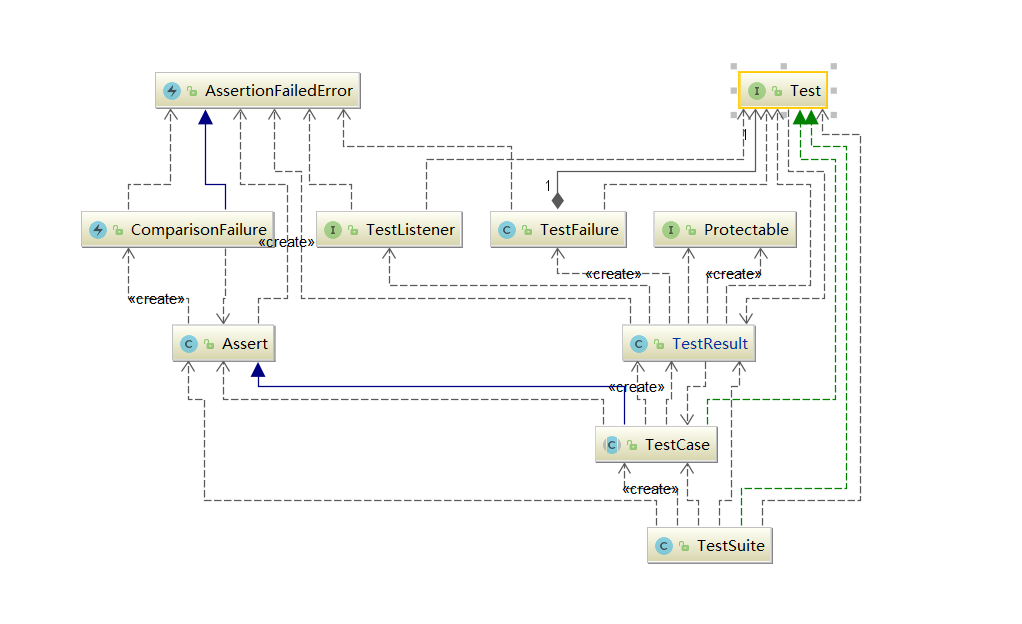 AssertionFailedError
I Test
1
1
ComparisonFailure
I TestListener
C TestFailure
I Protectable
«create»
«create»
«create»
«create»
C Assert
C TestResult
«create»
C TestCase
«create»
C TestSuite